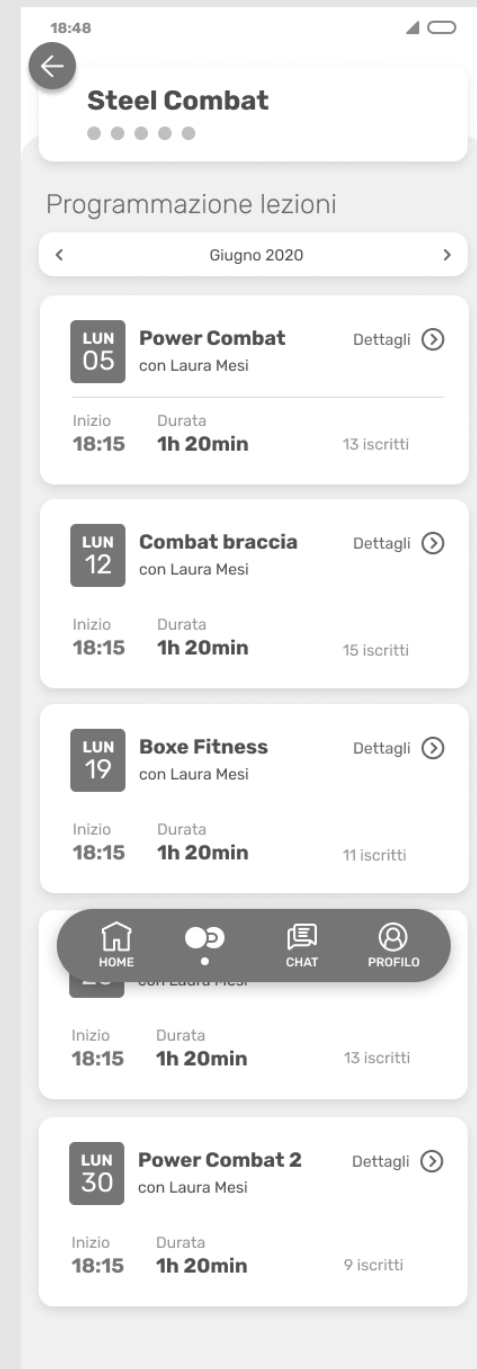 18:48
Steel Combat
Programmazione lezioni
Giugno 2020
LUN
05
Power Combat
con Laura Mesi
Dettagli
Inizio
18:15
Durata
1h 20min
13 iscritti
LUN
12
Combat braccia
con Laura Mesi
Dettagli
Inizio
18:15
Durata
1h 20min
15 iscritti
LUN
19
Boxe Fitness
con Laura Mesi
Dettagli
Inizio
18:15
Durata
1h 20min
11 iscritti
HOME
CHAT
PROFILO
con Laura Mesi
Inizio
18:15
Durata
1h 20min
13 iscritti
LUN
30
Power Combat 2
con Laura Mesi
Dettagli
Inizio
18:15
Durata
1h 20min
9 iscritti